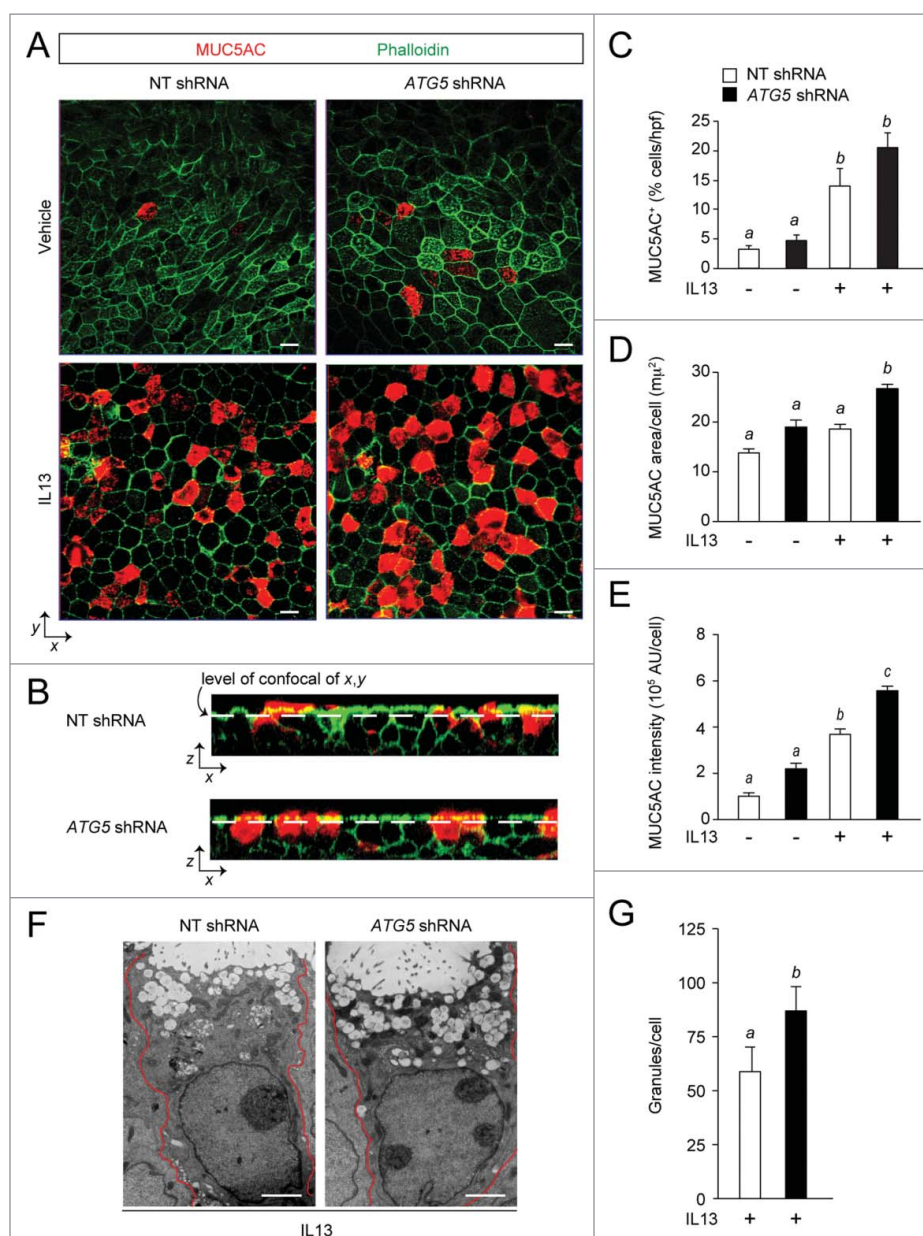 A
MUC5AC Phalloidin
NT shRNA ATG5 shRNA
Vehicle
IL13
y
x
B
level of confocal of x,y
NT shRNA
z
x
ATG5 shRNA
z
x
F
NT shRNA ATG5 shRNA
IL13
C
NT shRNA
ATG5 shRNA
MUC5AC⁺ (% cells/hpf)
25
20
15
10
5
0
a a b b
IL13 - - + +
D
MUC5AC area/cell (mµ²)
30
20
10
0
a a a b
IL13 - - + +
E
MUC5AC intensity (10⁵ AU/cell)
8
6
4
2
0
a a b c
IL13 - - + +
G
Granules/cell
125
100
75
50
25
0
a b
IL13 + +